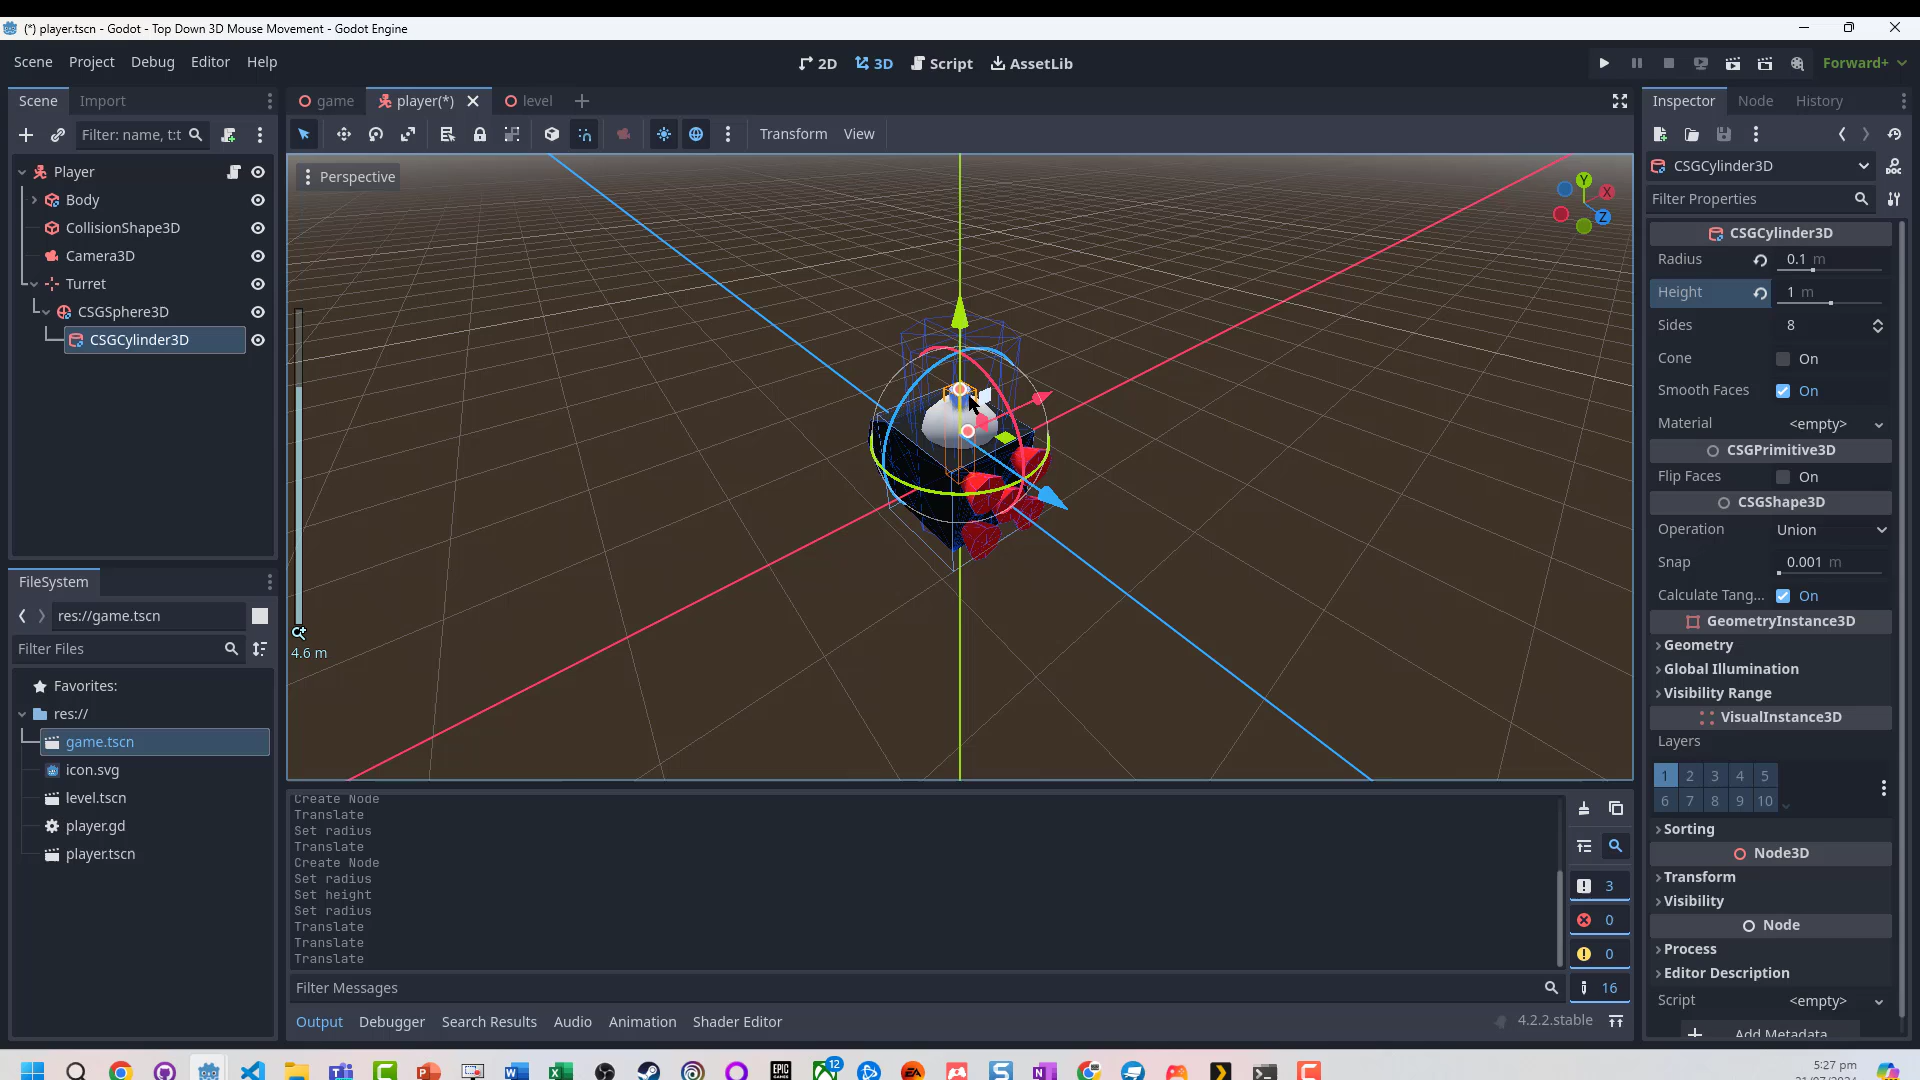 (*) player.tscn - Godot - Top Down 3D Mouse Movement - Godot Engine
Scene Project Debug Editor Help
2D 3D Script AssetLib
Forward+
Scene Import
game player(*) level
Inspector Node History
Filter: name, t:t
Transform View
Perspective
Y X Z
Player
Body
CollisionShape3D
Camera3D
Turret
CSGSphere3D
CSGCylinder3D
4.6 m
CSGCylinder3D
Filter Properties
CSGCylinder3D
Radius 0.1 m
Height 1 m
Sides 8
Cone On
Smooth Faces On
Material <empty>
CSGPrimitive3D
Flip Faces On
CSGShape3D
Operation Union
Snap 0.001 m
Calculate Tang... On
GeometryInstance3D
Geometry
Global Illumination
Visibility Range
VisualInstance3D
Layers
1 2 3 4 5
6 7 8 9 10
Sorting
Node3D
Transform
Visibility
Node
Process
Editor Description
Script <empty>
Add Metadata
FileSystem
res://game.tscn
Filter Files
Favorites:
res://
game.tscn
icon.svg
level.tscn
player.gd
player.tscn
Create Node
Translate
Set radius
Translate
Create Node
Set radius
Set height
Set radius
Translate
Translate
Translate
3
0
0
16
Filter Messages
Output Debugger Search Results Audio Animation Shader Editor
4.2.2.stable
12
EPIC
GAMES
5:27 pm